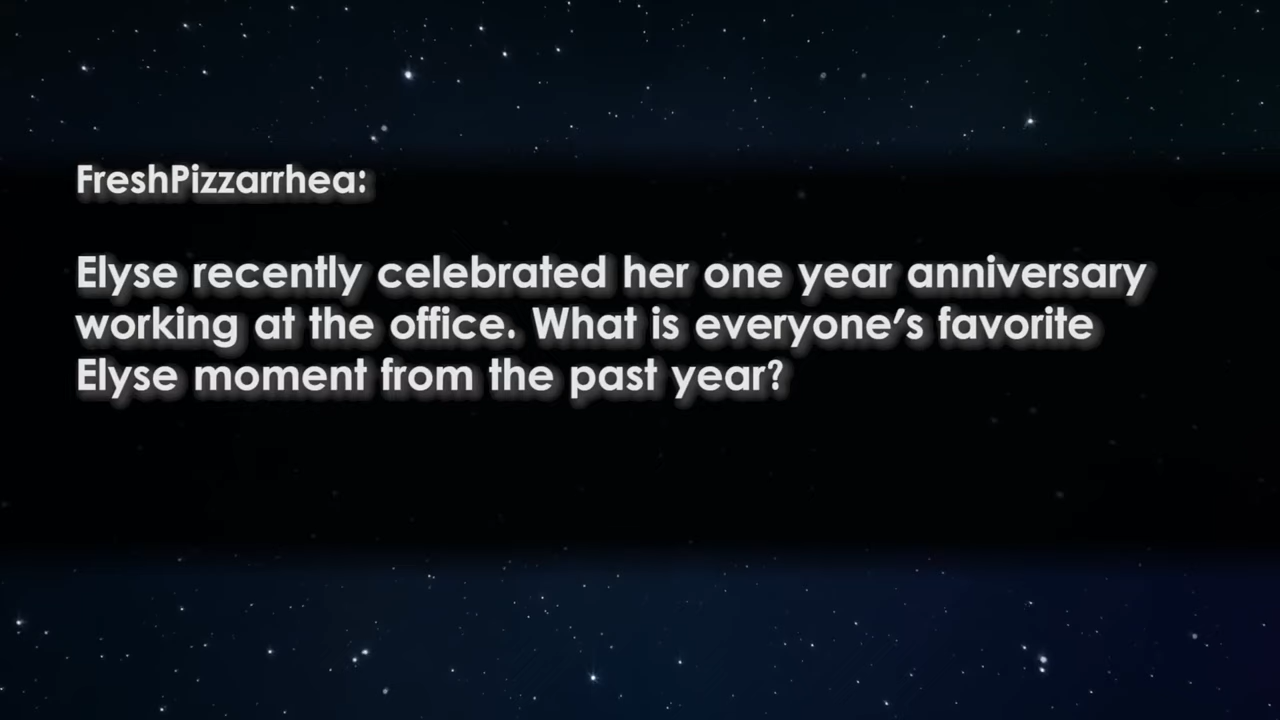 FreshPizzarrhea:
Elyse recently celebrated her one year anniversary
working at the office. What is everyone's favorite
Elyse moment from the past year?